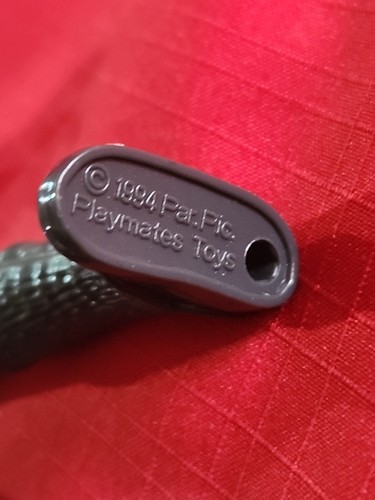 © 1994 Par. Pic.
Playmates Toys